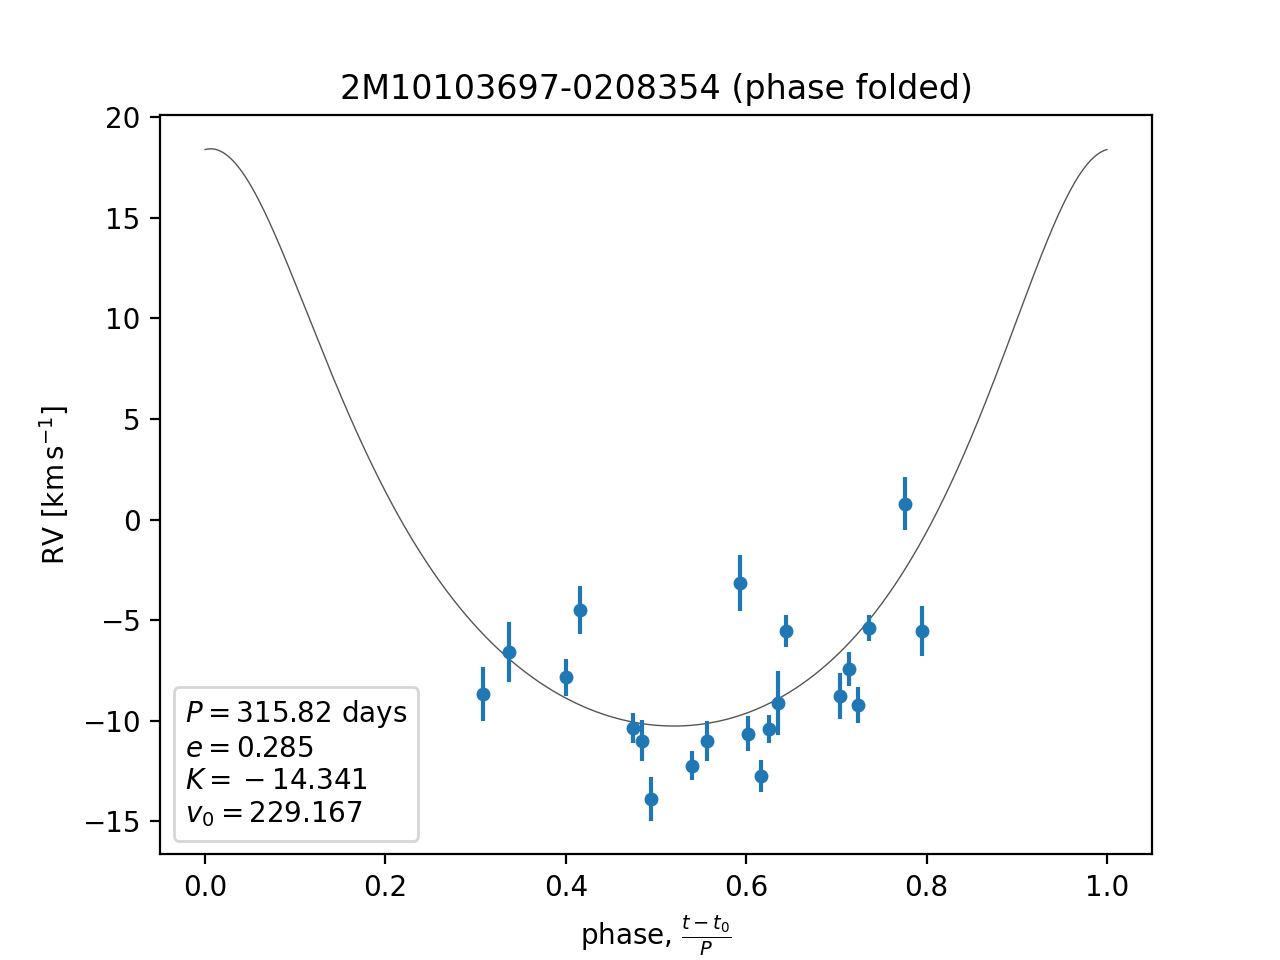 2M10103697-0208354 (phase folded)
20
15
10
5
0
−5
−10
−15
RV [km s⁻¹]
P = 315.82 days
e = 0.285
K = − 14.341
v₀ = 229.167
0.0 0.2 0.4 0.6 0.8 1.0
phase, (t − t₀)/P